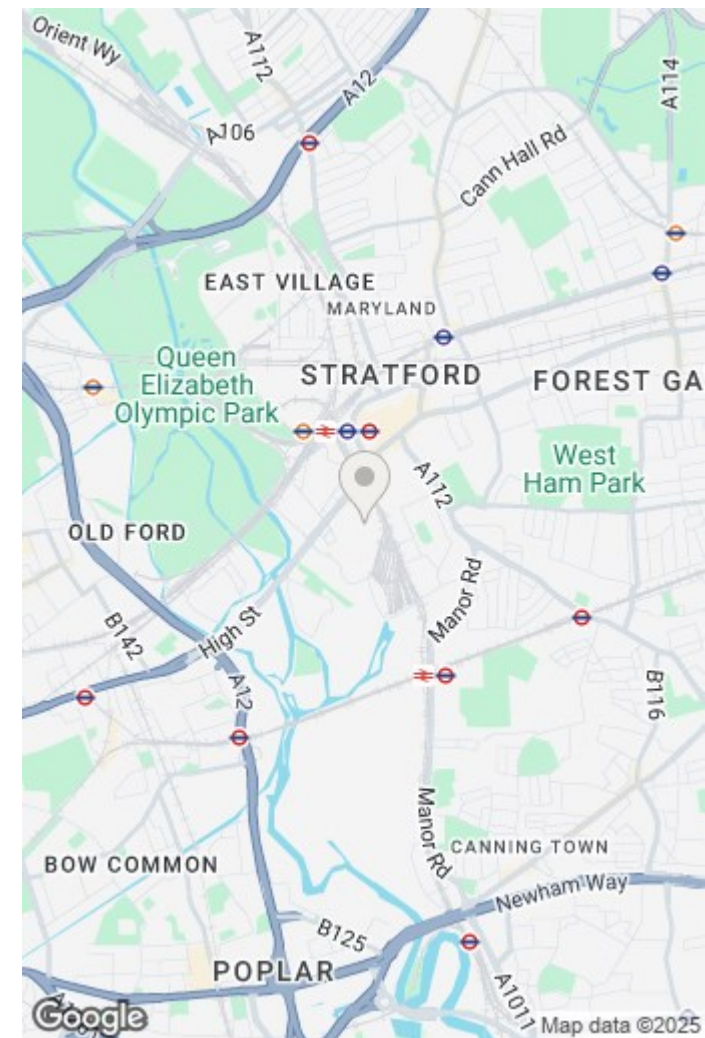 Orient Wy
A112
A12
A106
A114
Cann Hall Rd
EAST VILLAGE
MARYLAND
Queen
Elizabeth
Olympic Park
STRATFORD
FOREST GA
West
Ham Park
A112
OLD FORD
Manor Rd
B142
High St
A12
B116
Manor Rd
CANNING TOWN
BOW COMMON
Newham Way
B125
POPLAR
A1011
Google
Map data ©2025